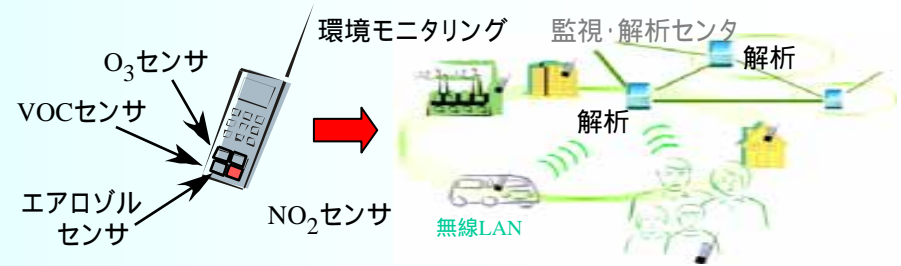 環境モニタリング
監視・解析センタ
O3センサ
解析
VOCセンサ
解析
エアロゾル
センサ
NO2センサ
無線LAN